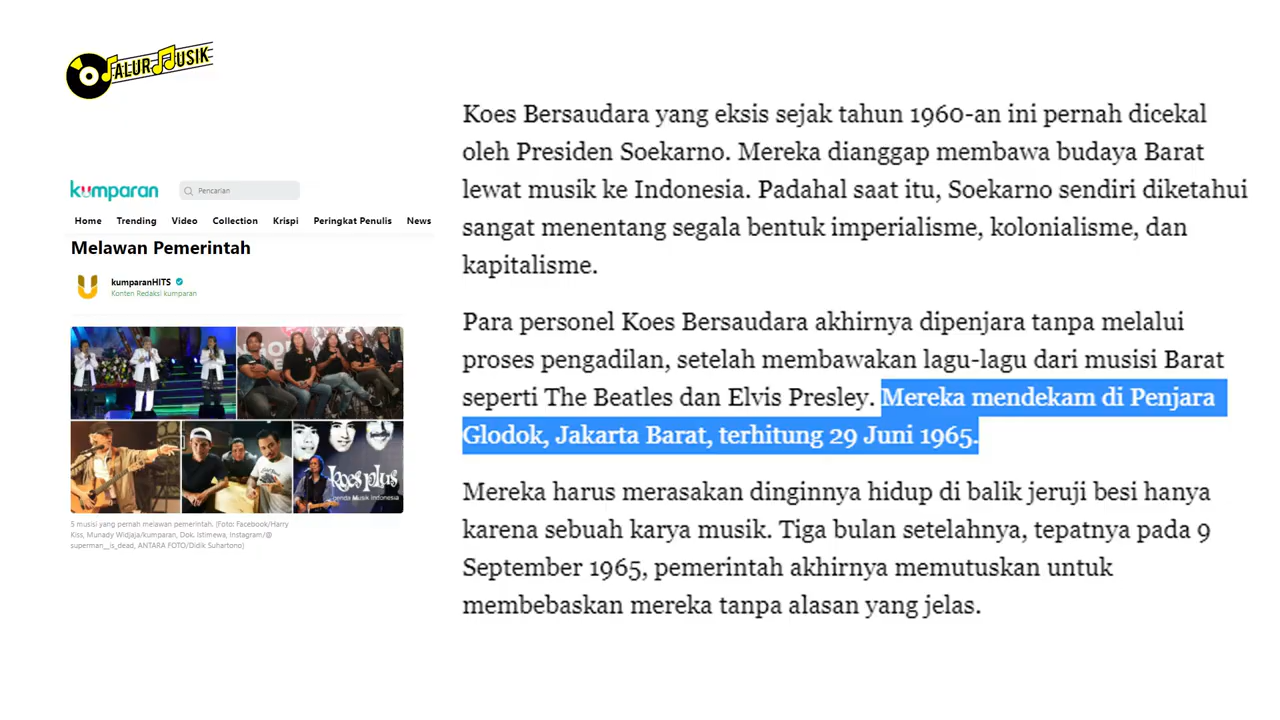 JALUR MUSIK
kumparan
Pencarian
Home Trending Video Collection Krispi Peringkat Penulis News
Melawan Pemerintah
kumparanHITS
Konten Redaksi kumparan
koes plus
genda Musik Indonesia
5 musisi yang pernah melawan pemerintah. (Foto: Facebook/Harry
Kiss, Munady Widjaja/kumparan, Dok. Istimewa, Instagram/@
superman__is_dead, ANTARA FOTO/Didik Suhartono)
Koes Bersaudara yang eksis sejak tahun 1960-an ini pernah dicekal
oleh Presiden Soekarno. Mereka dianggap membawa budaya Barat
lewat musik ke Indonesia. Padahal saat itu, Soekarno sendiri diketahui
sangat menentang segala bentuk imperialisme, kolonialisme, dan
kapitalisme.
Para personel Koes Bersaudara akhirnya dipenjara tanpa melalui
proses pengadilan, setelah membawakan lagu-lagu dari musisi Barat
seperti The Beatles dan Elvis Presley. Mereka mendekam di Penjara
Glodok, Jakarta Barat, terhitung 29 Juni 1965.
Mereka harus merasakan dinginnya hidup di balik jeruji besi hanya
karena sebuah karya musik. Tiga bulan setelahnya, tepatnya pada 9
September 1965, pemerintah akhirnya memutuskan untuk
membebaskan mereka tanpa alasan yang jelas.